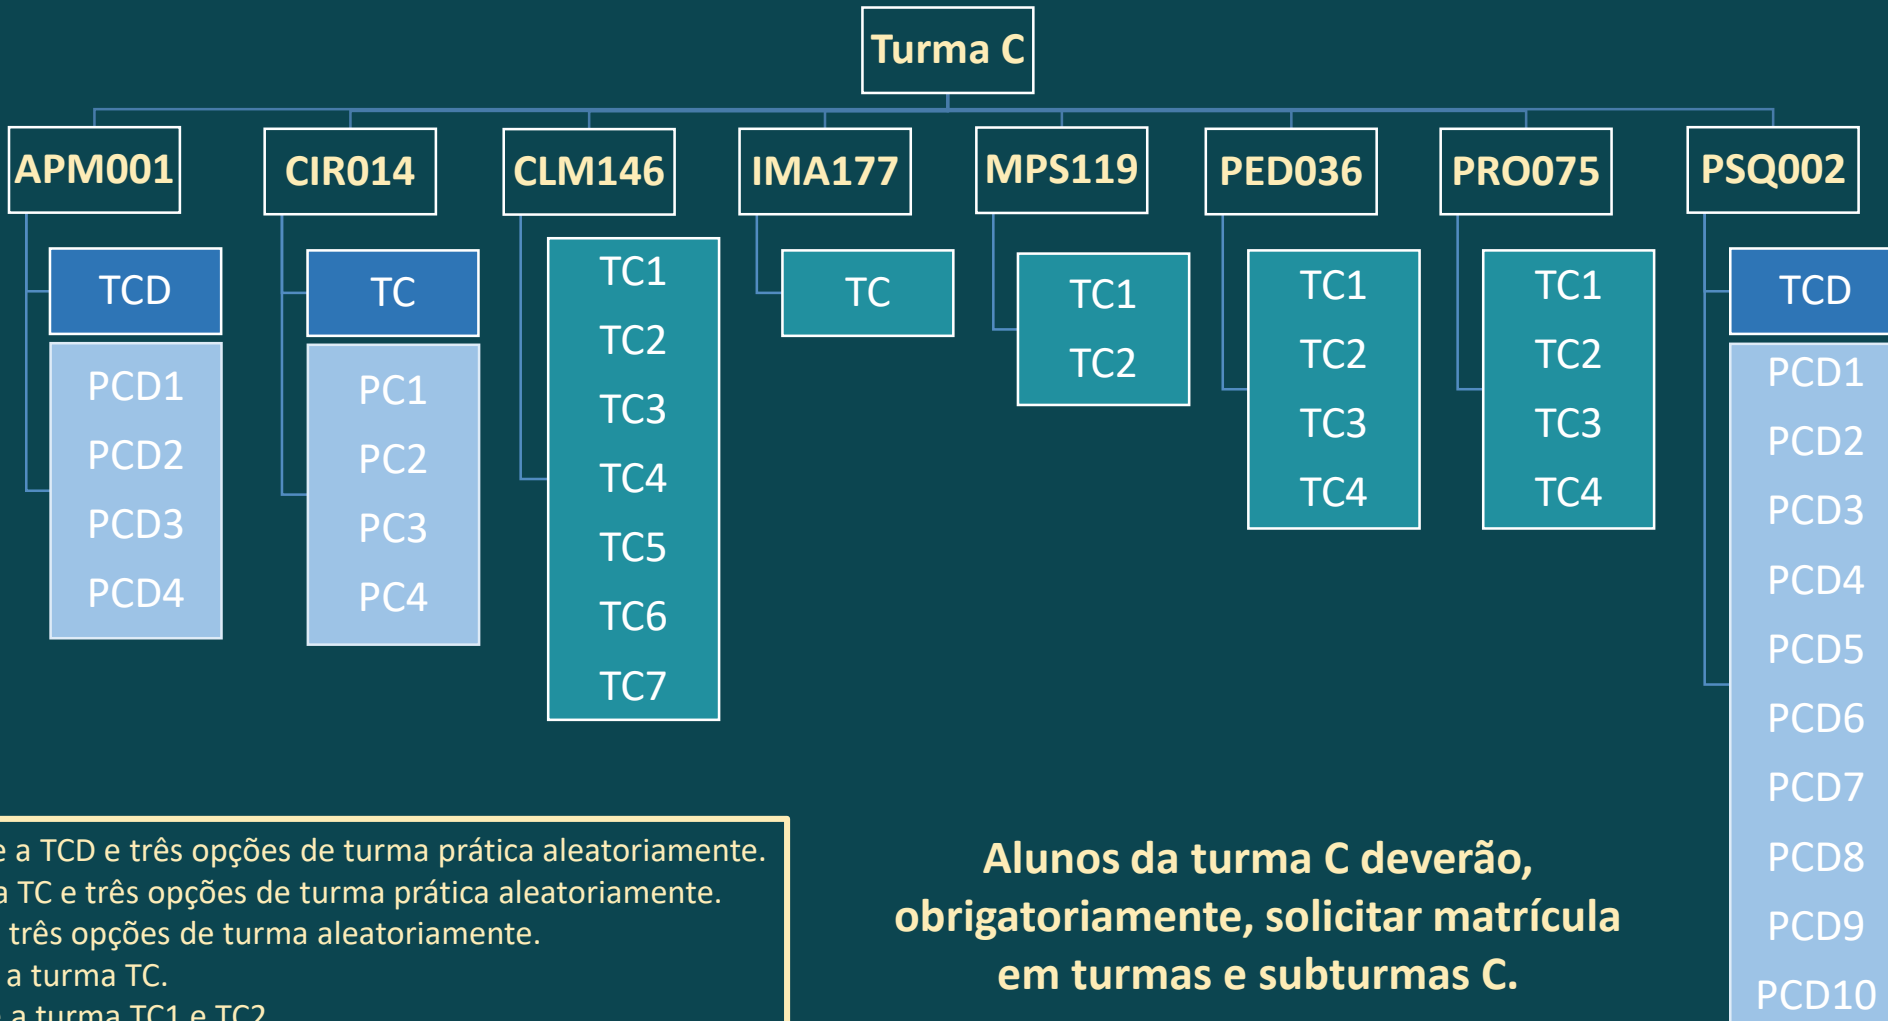 Turma C
APM001
CIR014
CLM146
IMA177
MPS119
PED036
PRO075
PSQ002
TCD
PCD1
PCD2
PCD3
PCD4
TC
PC1
PC2
PC3
PC4
TC1
TC2
TC3
TC4
TC5
TC6
TC7
TC
TC1
TC2
TC1
TC2
TC3
TC4
TC1
TC2
TC3
TC4
TCD
PCD1
PCD2
PCD3
PCD4
PCD5
PCD6
PCD7
PCD8
PCD9
PCD10
a TCD e três opções de turma prática aleatoriamente.
a TC e três opções de turma prática aleatoriamente.
três opções de turma aleatoriamente.
a turma TC.
a turma TC1 e TC2
Alunos da turma C deverão,
obrigatoriamente, solicitar matrícula
em turmas e subturmas C.